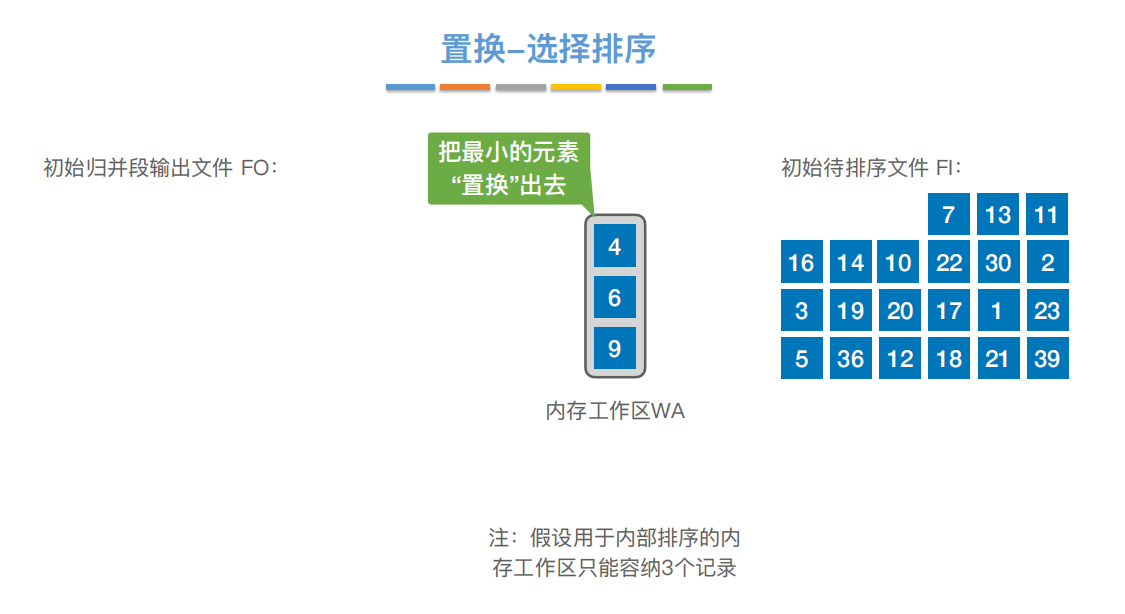 置换–选择排序
初始归并段输出文件 FO：
把最小的元素
“置换”出去
4
6
9
内存工作区WA
初始待排序文件 FI：
7 13 11
16 14 10 22 30 2
3 19 20 17 1 23
5 36 12 18 21 39
注：假设用于内部排序的内
存工作区只能容纳3个记录